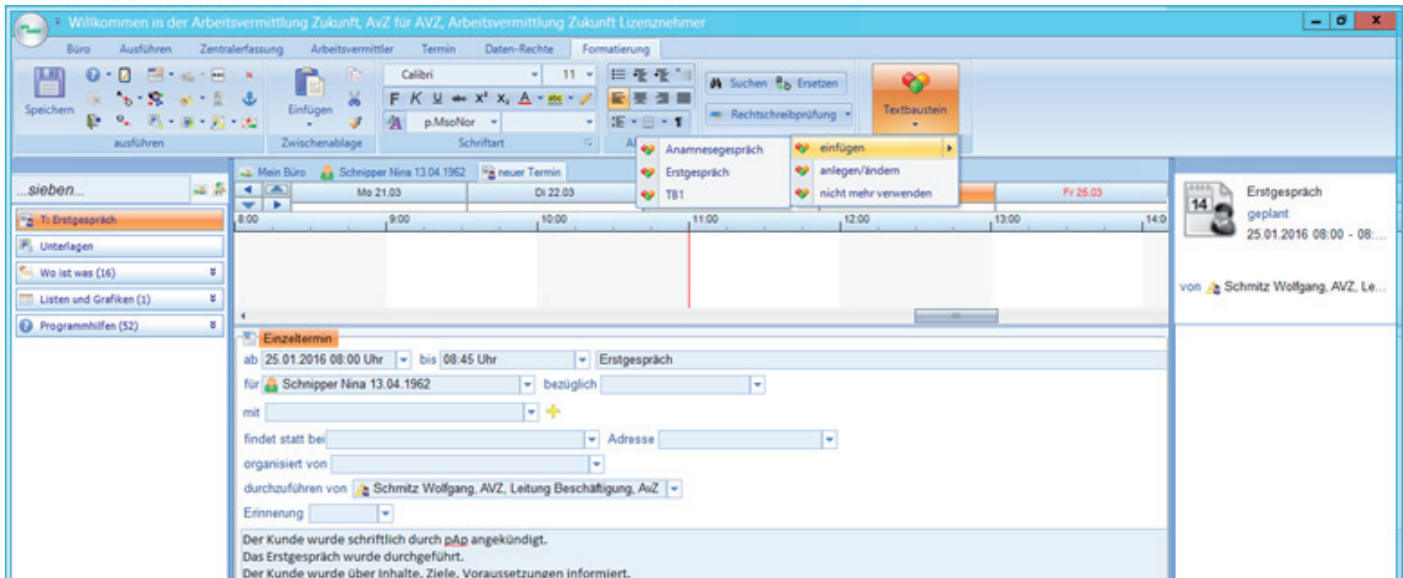 Willkommen in der Arbeitsvermittlung Zukunft, AvZ für AVZ, Arbeitsvermittlung Zukunft Lizenznehmer
Büro Ausführen Zentralerfassung Arbeitsvermittler Termin Daten-Rechte Formatierung
Calibri 11
Suchen Ersetzen
Speichern
Einfügen
F K U abc X² X₂ A
Textbaustein
Rechtschreibprüfung
p.MsoNor
ausführen Zwischenablage Schriftart
Anamnesegespräch
Erstgespräch
TB1
einfügen
anlegen/ändern
nicht mehr verwenden
Mein Büro Schnipper Nina 13.04.1962 neuer Termin
...sieben...
Mo 21.03 Di 22.03 Fr 25.03
8:00 9:00 10:00 11:00 12:00 13:00 14:0
T: Erstgespräch
Unterlagen
Wo ist was (16)
Listen und Grafiken (1)
Programmhilfen (52)
14
Erstgespräch
geplant
25.01.2016 08:00 - 08:...
von Schmitz Wolfgang, AVZ, Le...
Einzeltermin
ab 25.01.2016 08:00 Uhr bis 08:45 Uhr Erstgespräch
für Schnipper Nina 13.04.1962 bezüglich
mit
findet statt bei Adresse
organisiert von
durchzuführen von Schmitz Wolfgang, AVZ, Leitung Beschäftigung, AvZ
Erinnerung
Der Kunde wurde schriftlich durch pAp angekündigt.
Das Erstgespräch wurde durchgeführt.
Der Kunde wurde über Inhalte, Ziele, Voraussetzungen informiert.